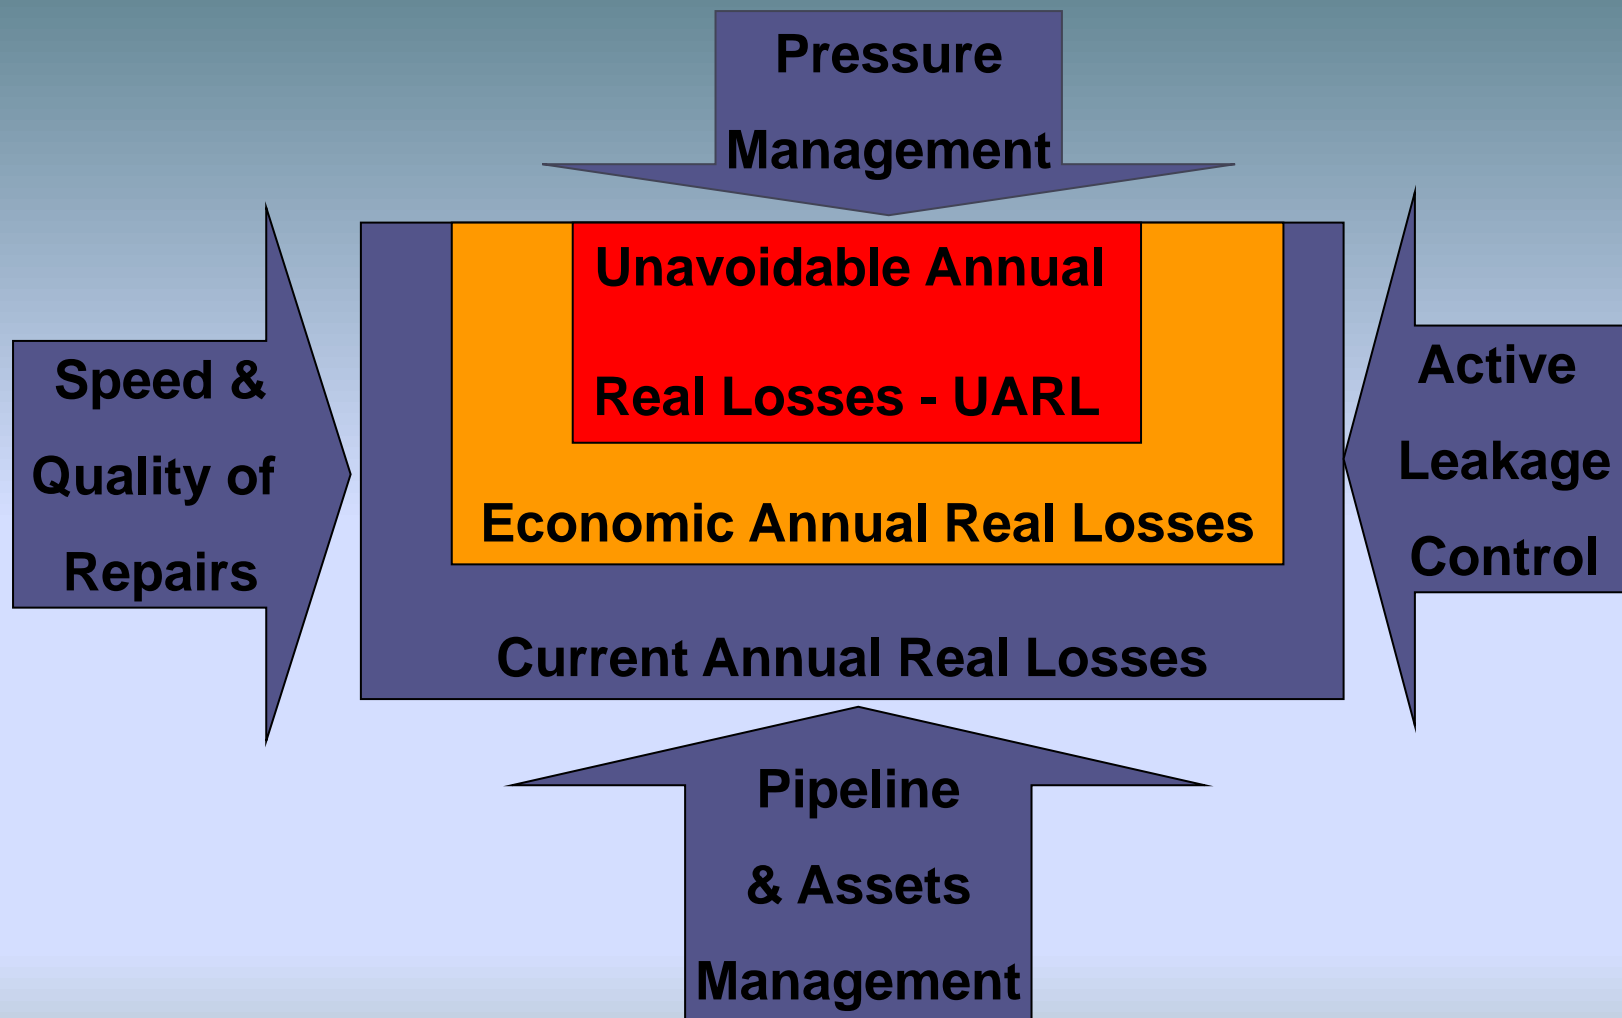 Pressure
Management
Unavoidable Annual
Real Losses - UARL
Economic Annual Real Losses
Current Annual Real Losses
Speed &
Quality of
Repairs
Active
Leakage
Control
Pipeline
& Assets
Management